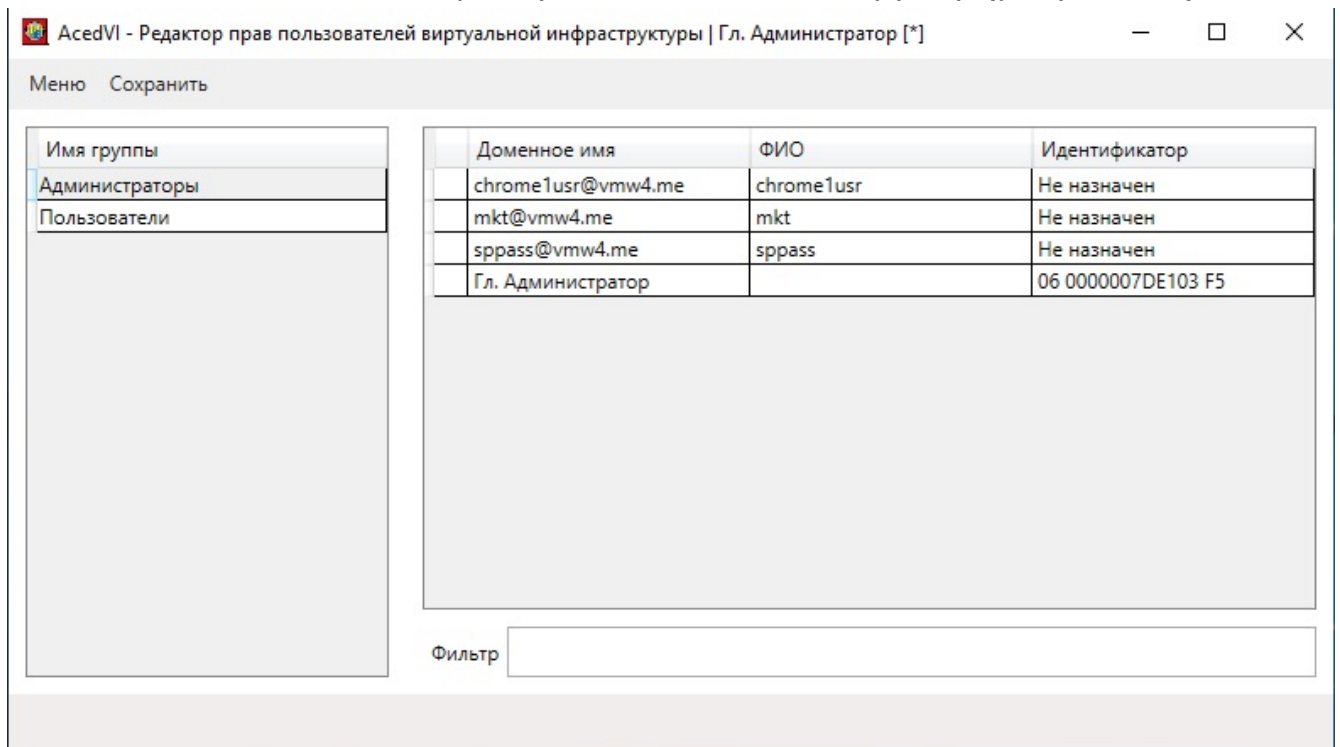 AcedVI - Редактор прав пользователей виртуальной инфраструктуры | Гл. Администратор [*]
Меню Сохранить
Имя группы
Администраторы
Пользователи
Доменное имя ФИО Идентификатор
chrome1usr@vmw4.me chrome1usr Не назначен
mkt@vmw4.me mkt Не назначен
sppass@vmw4.me sppass Не назначен
Гл. Администратор 06 0000007DE103 F5
Фильтр